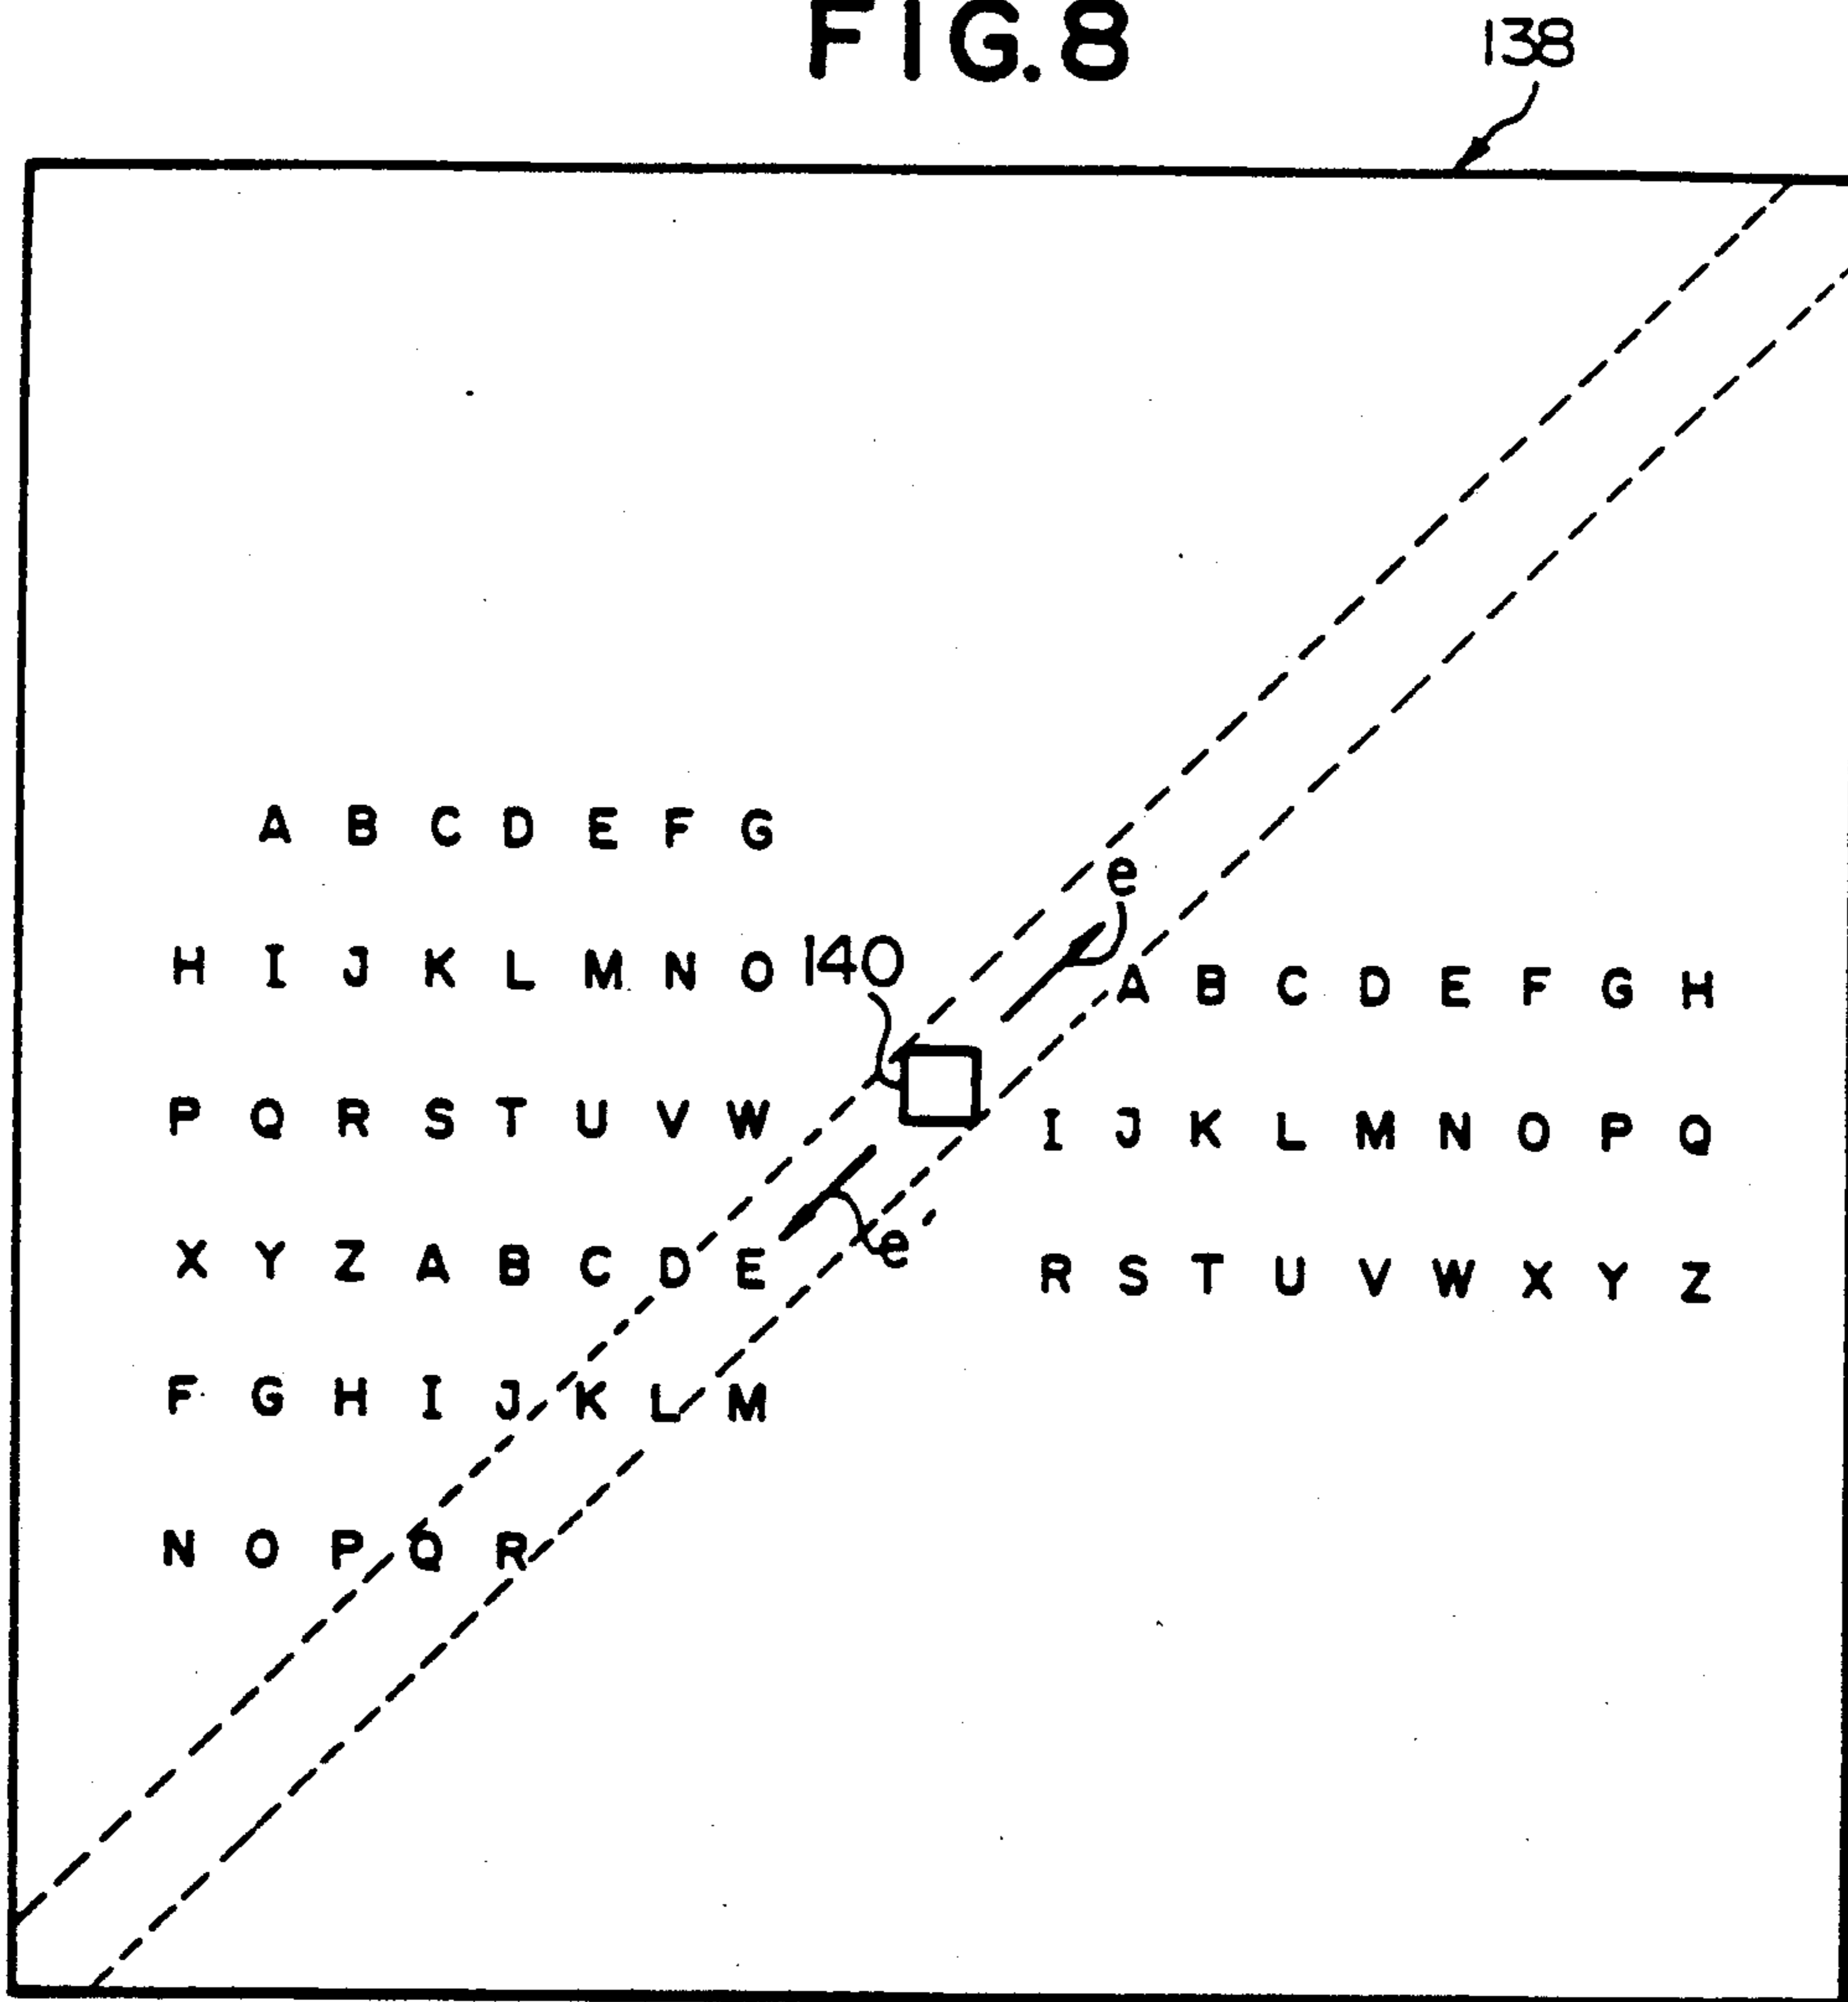 FIG.8
138
A B C D E F G
e
H I J K L M N O
140
A B C D E F G H
P Q R S T U V W
I J K L M N O P Q
e'
X Y Z A B C D E
R S T U V W X Y Z
F G H I J K L M
N O P Q R